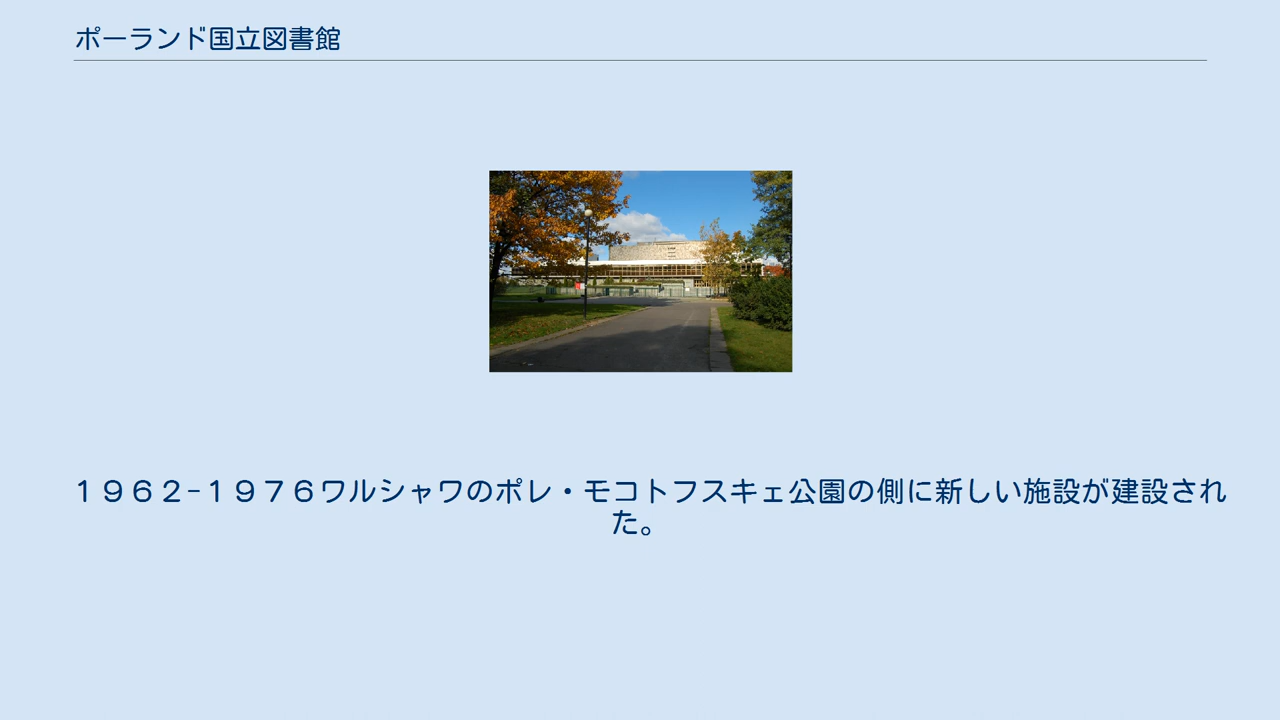 ポーランド国立図書館
１９６２−１９７６ワルシャワのポレ・モコトフスキェ公園の側に新しい施設が建設され
た。